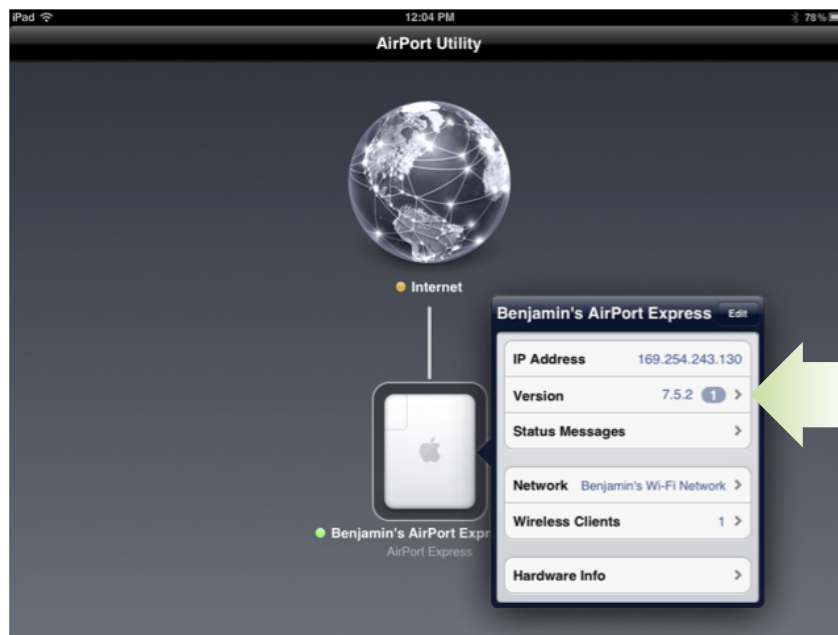 iPad 12:04 PM 78%
AirPort Utility
Internet
Benjamin's AirPort Express Edit
IP Address 169.254.243.130
Version 7.5.2 1
Status Messages
Network Benjamin's Wi-Fi Network
Wireless Clients 1
Hardware Info
Benjamin's AirPort Expr
AirPort Express